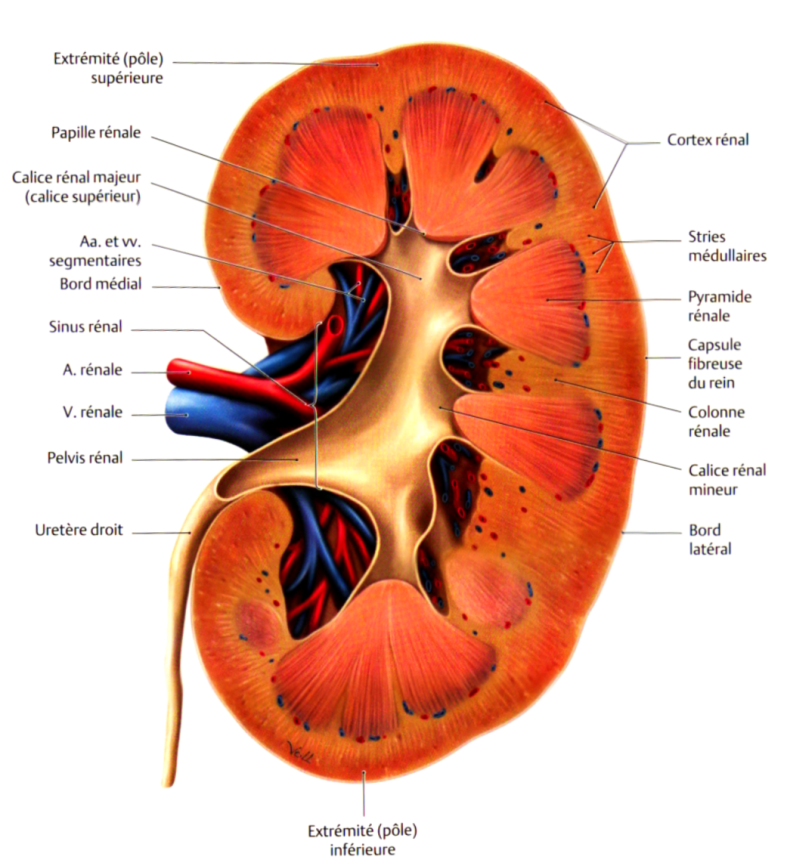 Extrémité (pôle)
supérieure
Papille rénale
Calice rénal majeur
(calice supérieur)
Aa. et vv.
segmentaires
Bord médial
Sinus rénal
A. rénale
V. rénale
Pelvis rénal
Uretère droit
Cortex rénal
Stries
médullaires
Pyramide
rénale
Capsule
fibreuse
du rein
Colonne
rénale
Calice rénal
mineur
Bord
latéral
Extrémité (pôle)
inférieure